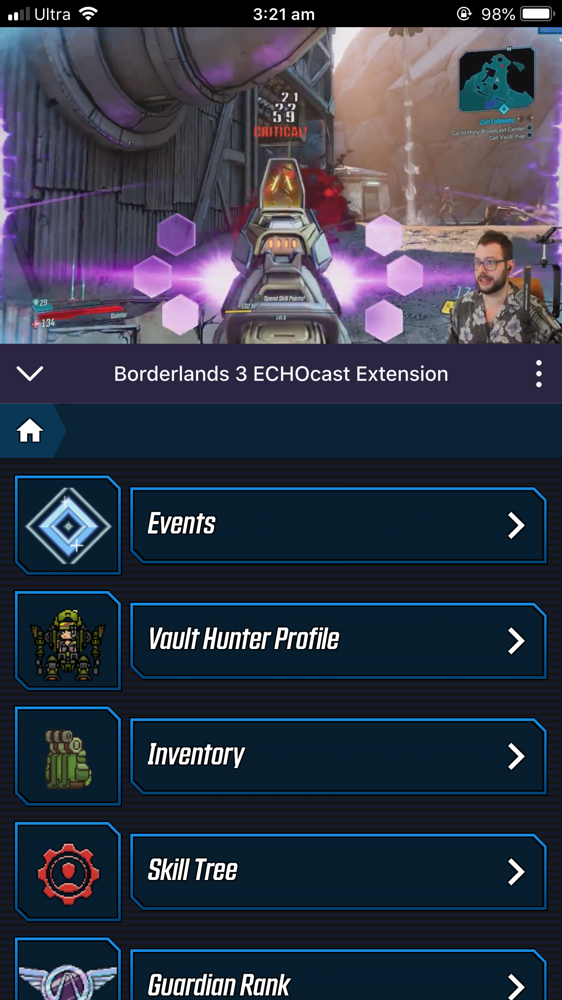 Ultra
3:21 am
98%
N
21
59
CRITICAL!
Cult Following
Go to Holy Broadcast Center
Get Vault map
29
134
Gunner
Spend Skill Points!
+102 XP
LVL 6
Borderlands 3 ECHOcast Extension
Events
Vault Hunter Profile
Inventory
Skill Tree
Guardian Rank